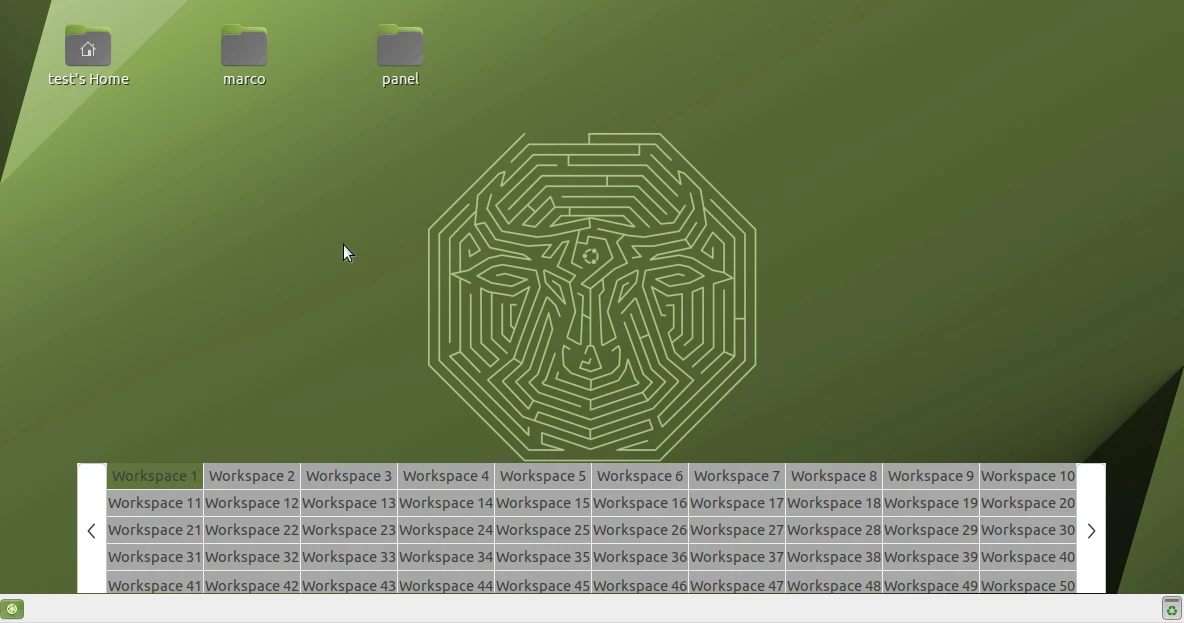 test's Home marco panel
Workspace 1 Workspace 2 Workspace 3 Workspace 4 Workspace 5 Workspace 6 Workspace 7 Workspace 8 Workspace 9 Workspace 10
Workspace 11 Workspace 12 Workspace 13 Workspace 14 Workspace 15 Workspace 16 Workspace 17 Workspace 18 Workspace 19 Workspace 20
Workspace 21 Workspace 22 Workspace 23 Workspace 24 Workspace 25 Workspace 26 Workspace 27 Workspace 28 Workspace 29 Workspace 30
Workspace 31 Workspace 32 Workspace 33 Workspace 34 Workspace 35 Workspace 36 Workspace 37 Workspace 38 Workspace 39 Workspace 40
Workspace 41 Workspace 42 Workspace 43 Workspace 44 Workspace 45 Workspace 46 Workspace 47 Workspace 48 Workspace 49 Workspace 50